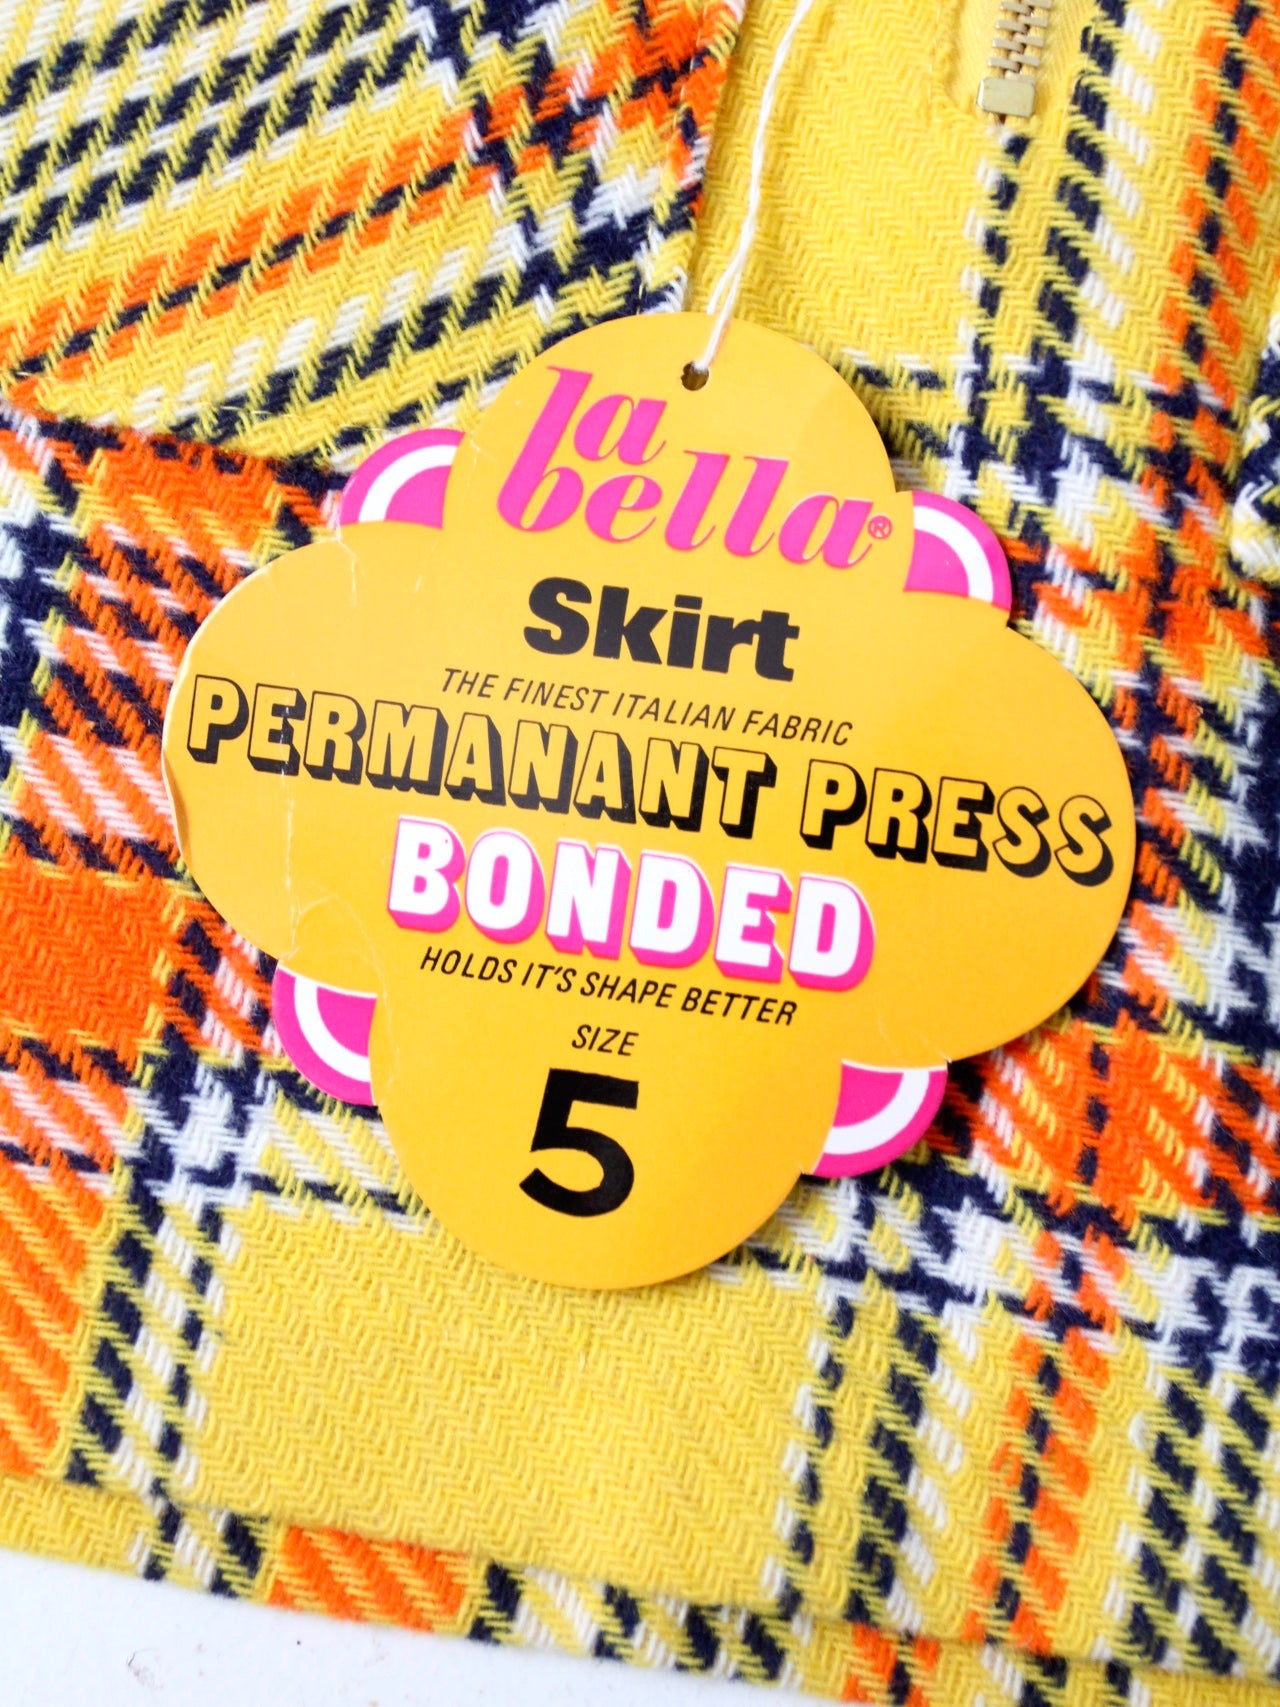 la
bella®
Skirt
THE FINEST ITALIAN FABRIC
PERMANANT PRESS
BONDED
HOLDS IT'S SHAPE BETTER
SIZE
5